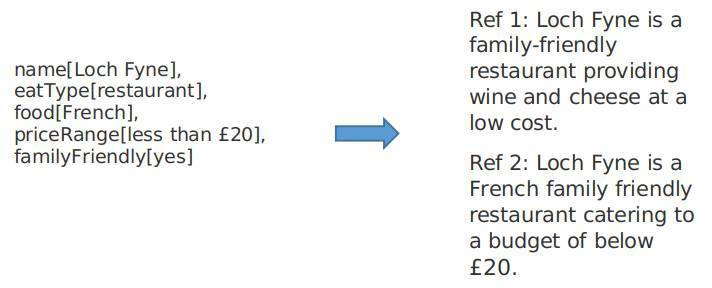 name[Loch Fyne],
eatType[restaurant],
food[French],
priceRange[less than £20],
familyFriendly[yes]
Ref 1: Loch Fyne is a
family-friendly
restaurant providing
wine and cheese at a
low cost.
Ref 2: Loch Fyne is a
French family friendly
restaurant catering to
a budget of below
£20.